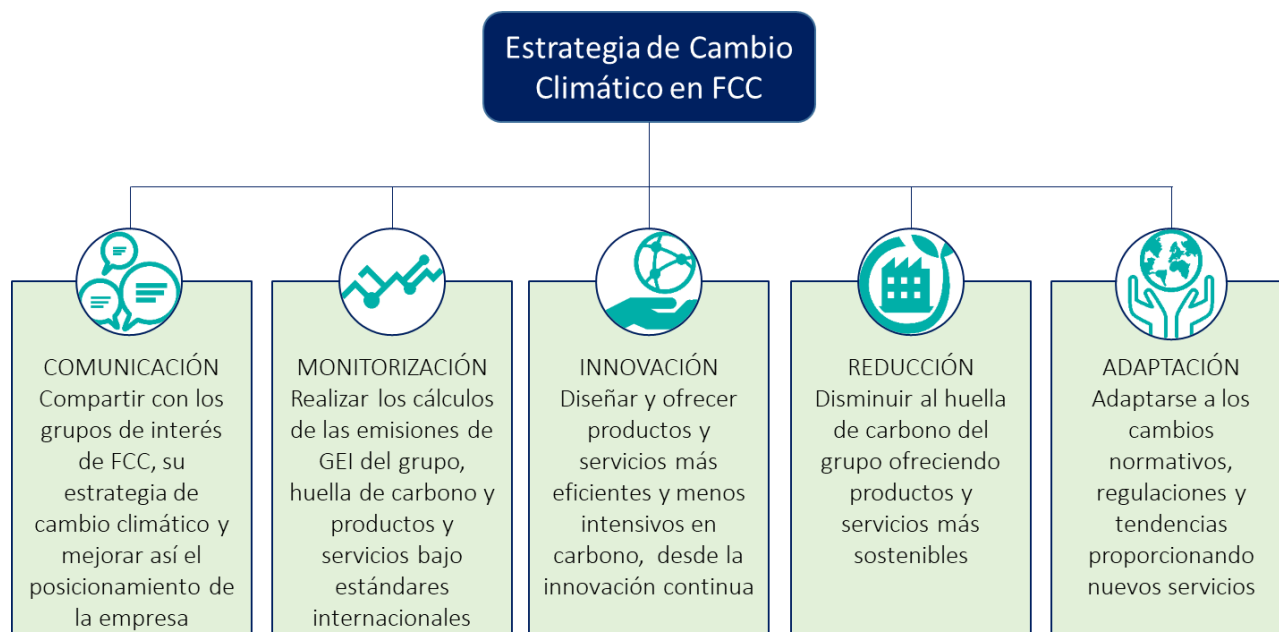 Estrategia de Cambio
Climático en FCC
COMUNICACIÓN
Compartir con los
grupos de interés
de FCC, su
estrategia de
cambio climático y
mejorar así el
posicionamiento de
la empresa
MONITORIZACIÓN
Realizar los cálculos
de las emisiones de
GEI del grupo,
huella de carbono y
productos y
servicios bajo
estándares
internacionales
INNOVACIÓN
Diseñar y ofrecer
productos y
servicios más
eficientes y menos
intensivos en
carbono, desde la
innovación continua
REDUCCIÓN
Disminuir al huella
de carbono del
grupo ofreciendo
productos y
servicios más
sostenibles
ADAPTACIÓN
Adaptarse a los
cambios
normativos,
regulaciones y
tendencias
proporcionando
nuevos servicios